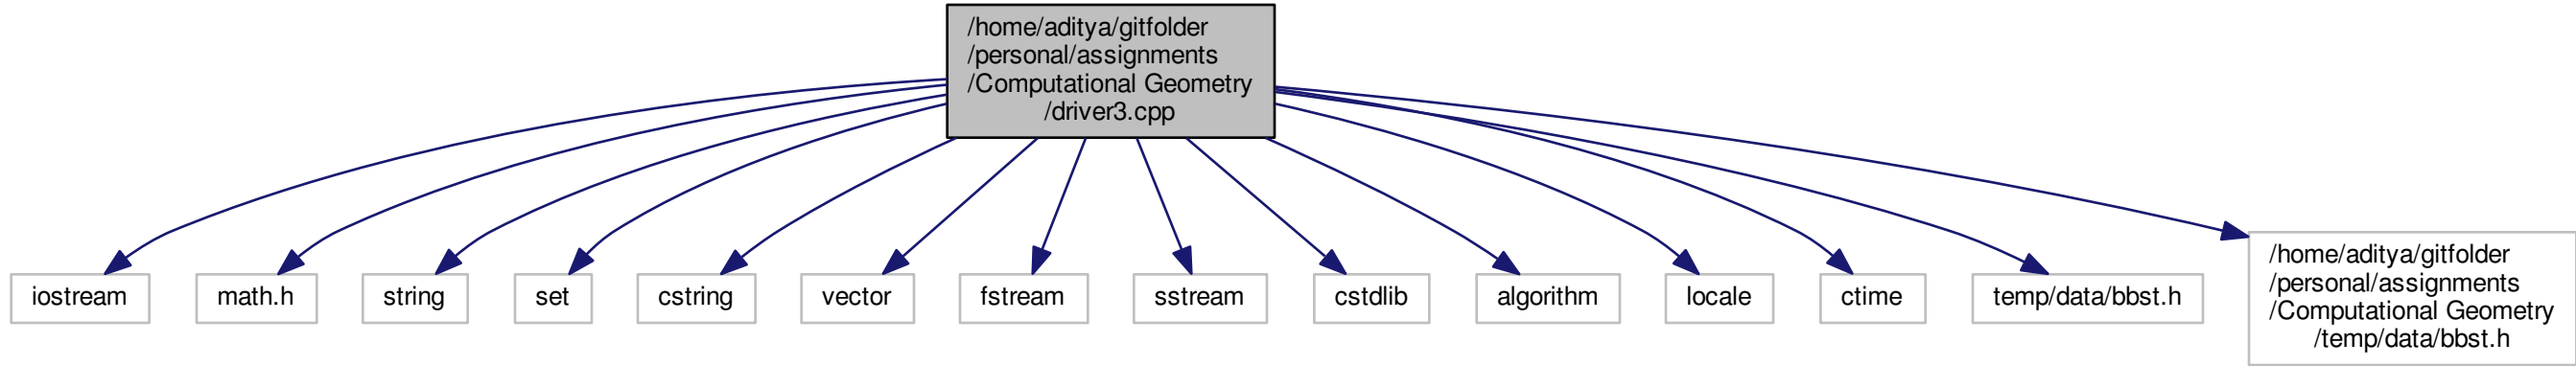 /home/aditya/gitfolder
/personal/assignments
/Computational Geometry
/driver3.cpp
iostream
math.h
string
set
cstring
vector
fstream
sstream
cstdlib
algorithm
locale
ctime
temp/data/bbst.h
/home/aditya/gitfolder
/personal/assignments
/Computational Geometry
/temp/data/bbst.h